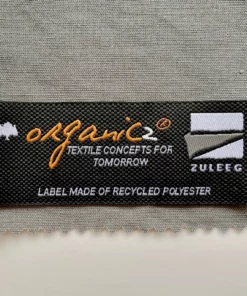 organic2®
TEXTILE CONCEPTS FOR
TOMORROW
ZULEEG
LABEL MADE OF RECYCLED POLYESTER